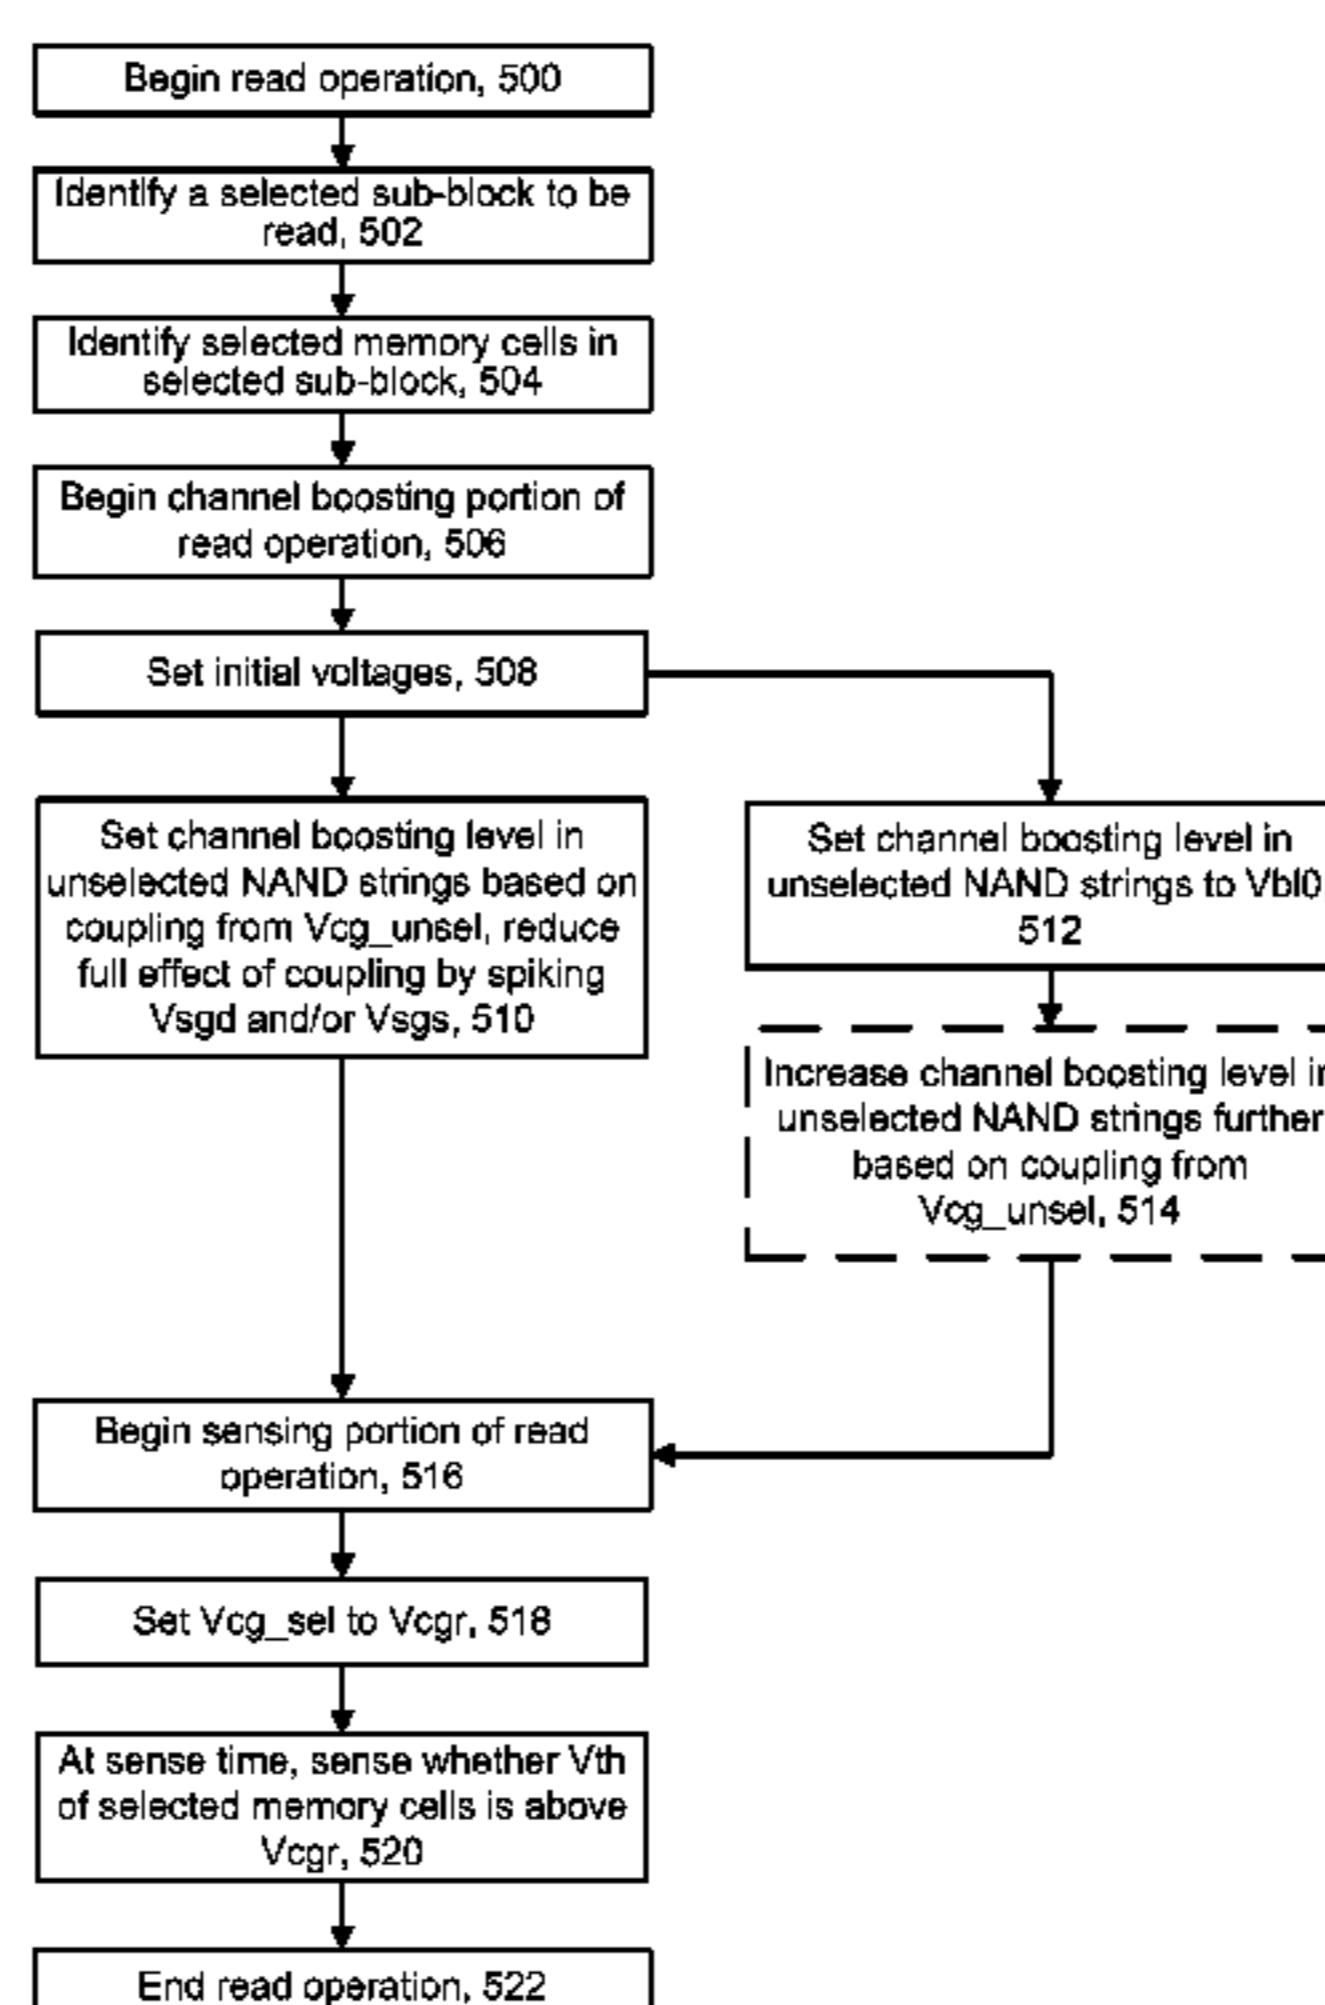 Begin read operation, 500
Identify a selected sub-block to be
read, 502
Identify selected memory cells in
selected sub-block, 504
Begin channel boosting portion of
read operation, 506
Set initial voltages, 508
Set channel boosting level in
unselected NAND strings based on
coupling from Vcg_unsel, reduce
full effect of coupling by spiking
Vsgd and/or Vsgs, 510
Set channel boosting level in
unselected NAND strings to Vbl0,
512
Increase channel boosting level in
unselected NAND strings further
based on coupling from
Vcg_unsel, 514
Begin sensing portion of read
operation, 516
Set Vcg_sel to Vcgr, 518
At sense time, sense whether Vth
of selected memory cells is above
Vcgr, 520
End read operation, 522